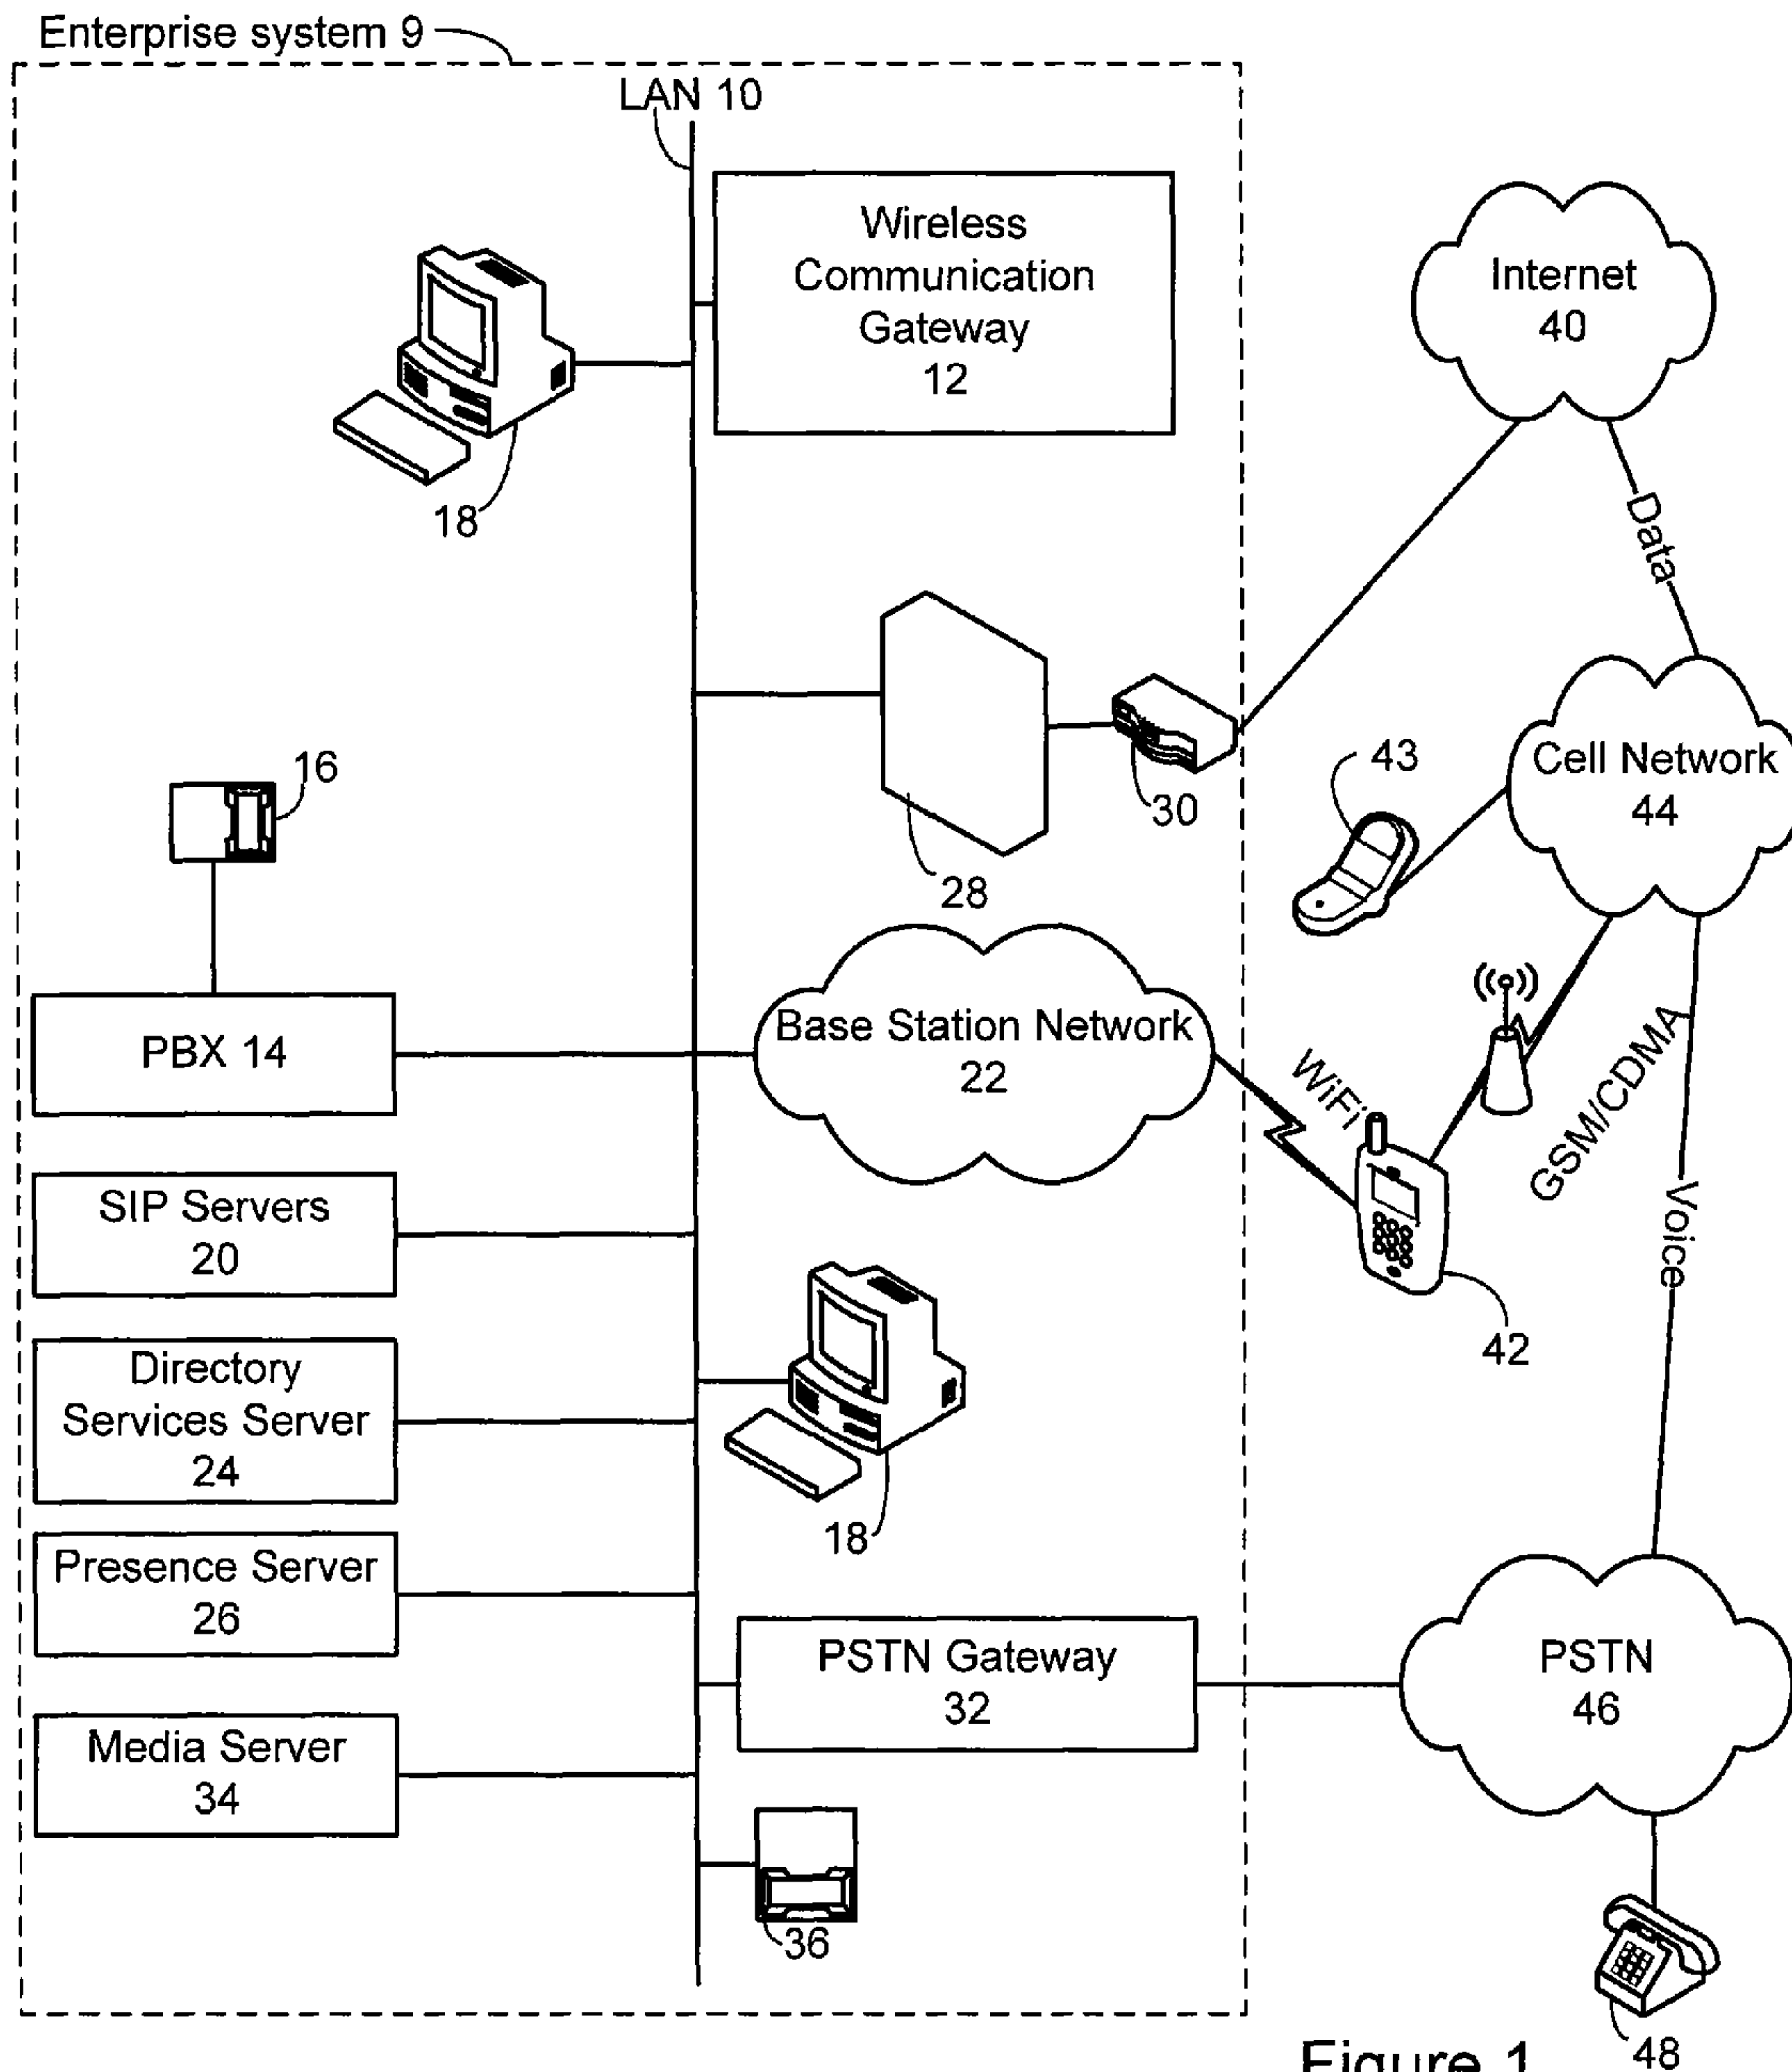 Enterprise system 9
LAN 10
Wireless
Communication
Gateway
12
Internet
40
18
Data
16
30
43
Cell Network
44
28
PBX 14
Base Station Network
22
WiFi
GSM/CDMA
Voice
SIP Servers
20
42
Directory
Services Server
24
18
Presence Server
26
PSTN Gateway
32
PSTN
46
Media Server
34
36
48
Figure 1